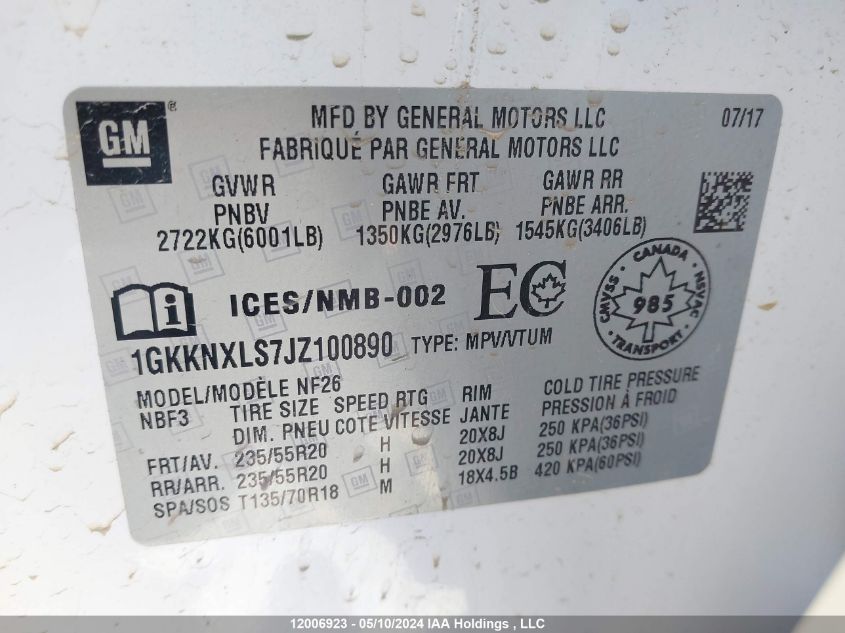 GM ®
MFD BY GENERAL MOTORS LLC 07/17
FABRIQUÉ PAR GENERAL MOTORS LLC
GVWR GAWR FRT GAWR RR
PNBV PNBE AV. PNBE ARR.
2722KG(6001LB) 1350KG(2976LB) 1545KG(3406LB)
i ICES/NMB-002 EC
CANADA CMVSS NSVAC 985 TRANSPORT
1GKKNXLS7JZ100890 TYPE: MPV/VTUM
MODEL/MODÈLE NF26
NBF3 TIRE SIZE SPEED RTG RIM COLD TIRE PRESSURE
DIM. PNEU COTE VITESSE JANTE PRESSION À FROID
FRT/AV. 235/55R20 H 20X8J 250 KPA(36PSI)
RR/ARR. 235/55R20 H 20X8J 250 KPA(36PSI)
SPA/SOS T135/70R18 M 18X4.5B 420 KPA(60PSI)
12006923 - 05/10/2024 IAA Holdings , LLC